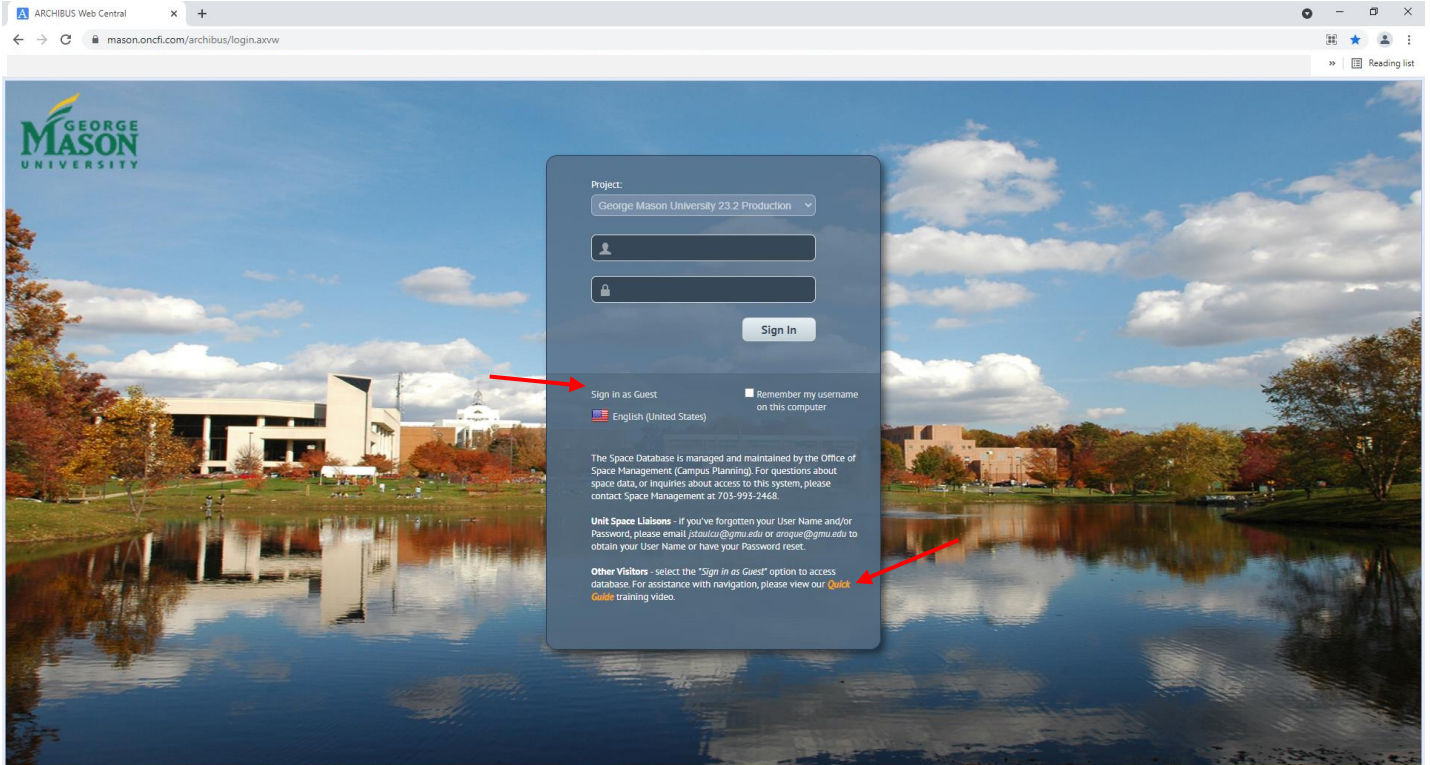 ARCHIBUS Web Central
mason.oncfi.com/archibus/login.axvw
» Reading list
GEORGE
MASON
UNIVERSITY
Project:
George Mason University 23.2 Production
Sign In
Sign in as Guest
Remember my username
on this computer
English (United States)
The Space Database is managed and maintained by the Office of
Space Management (Campus Planning). For questions about
space data, or inquiries about access to this system, please
contact Space Management at 703-993-2468.
Unit Space Liaisons - if you've forgotten your User Name and/or
Password, please email jstaulcu@gmu.edu or aroque@gmu.edu to
obtain your User Name or have your Password reset.
Other Visitors - select the "Sign in as Guest" option to access
database. For assistance with navigation, please view our Quick
Guide training video.